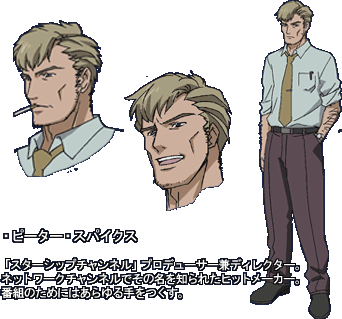 ・ピーター・スパイクス
「スターシップチャンネル」プロデューサー兼ディレクター。
ネットワークチャンネルでその名を知られたヒットメーカー。
番組のためにはあらゆる手をつくす。